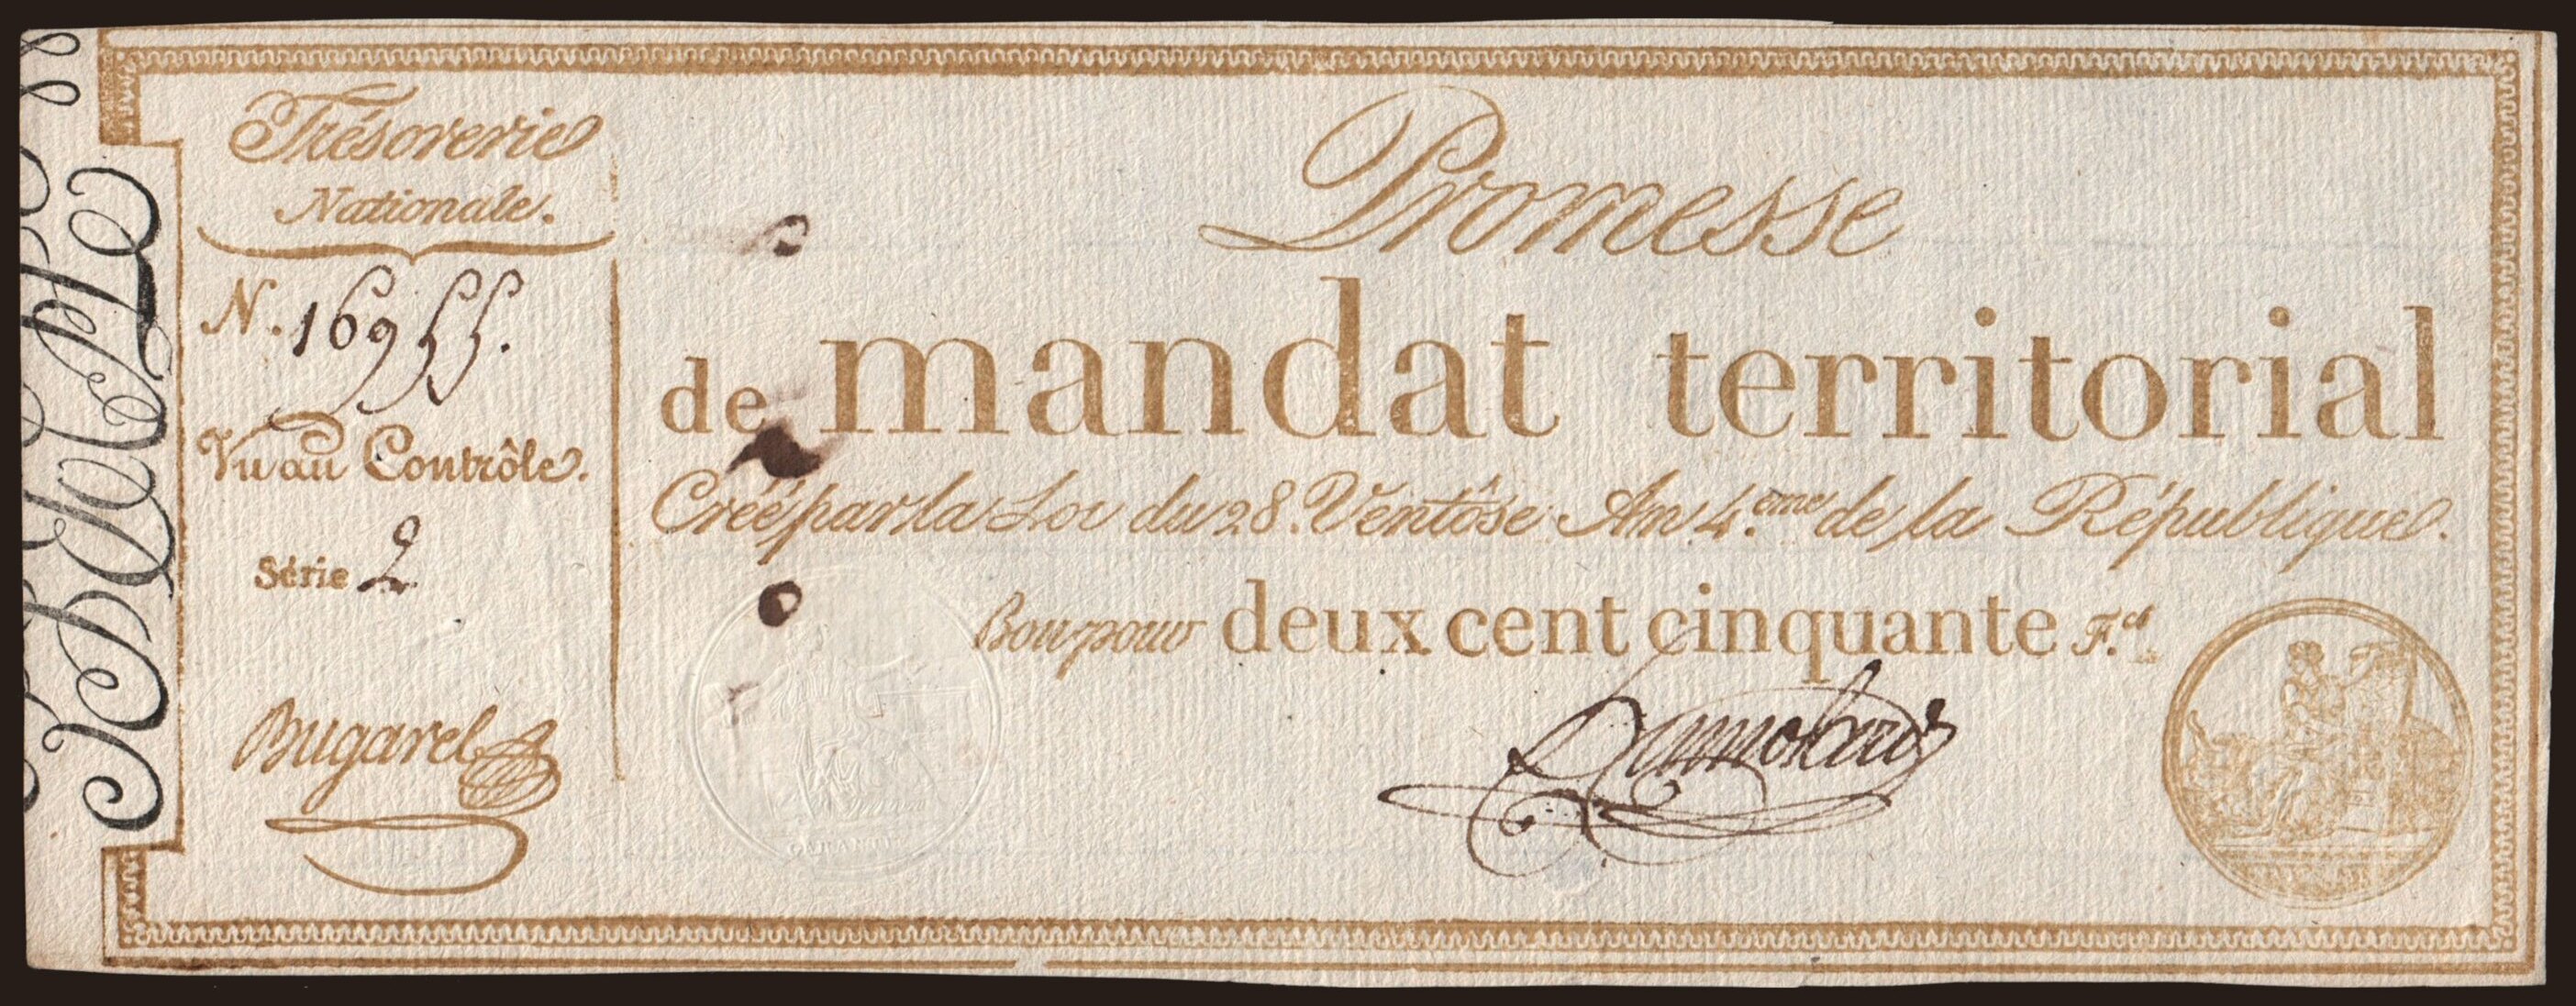 Trésorerie
Nationale.
N. 16955.
Vu au Contrôle.
Série 2
Bugarel
Promesse
de mandat territorial
Créé par la Loi du 28. Ventôse An 4.ème de la République.
Bon pour deux cent cinquante F.cs